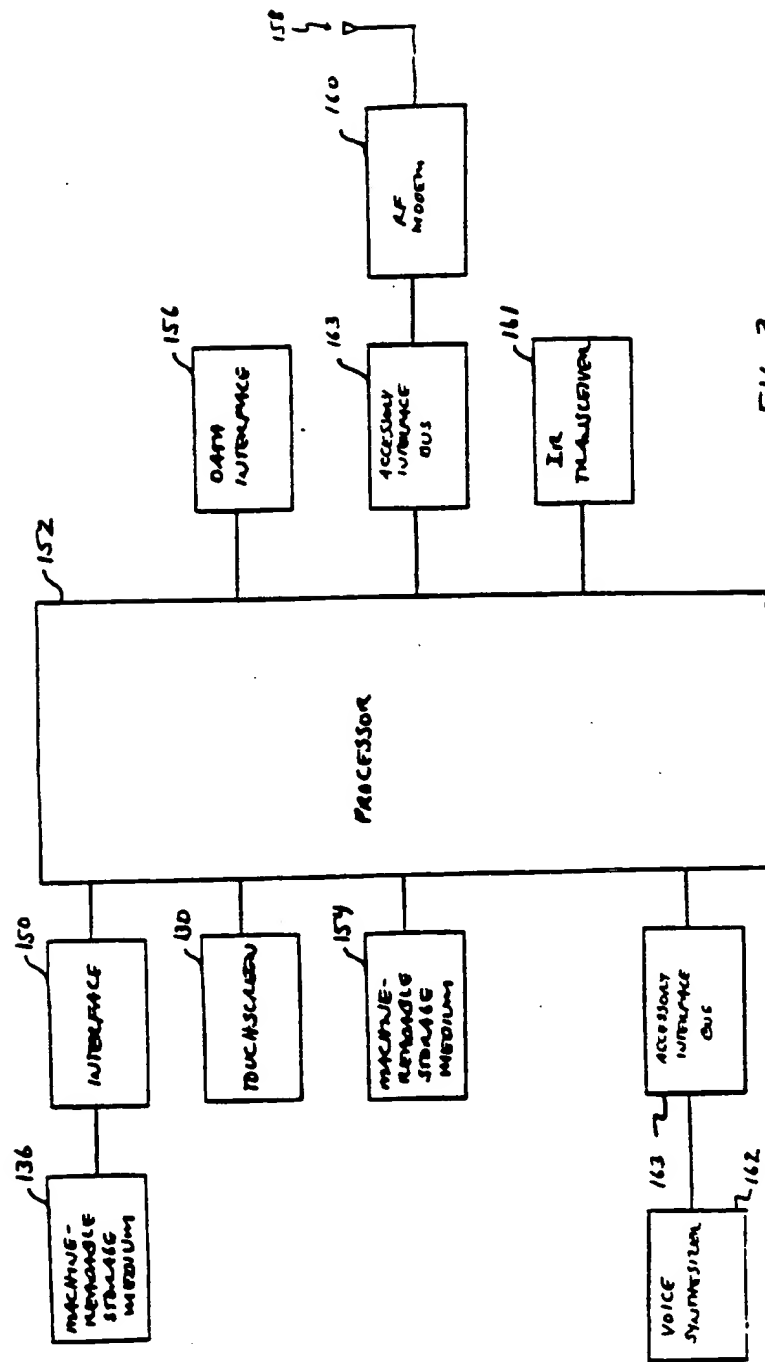 136
MACHINE-
READABLE
STORAGE
MEDIUM
150
INTERFACE
130
TOUCHSCREEN
154
MACHINE-
READABLE
STORAGE
MEDIUM
163
ACCESSORY
INTERFACE
BUS
162
VOICE
SYNTHESIZER
152
PROCESSOR
156
DATA
INTERFACE
163
ACCESSORY
INTERFACE
BUS
160
RF
MODEM
158
161
IR
TRANSCEIVER